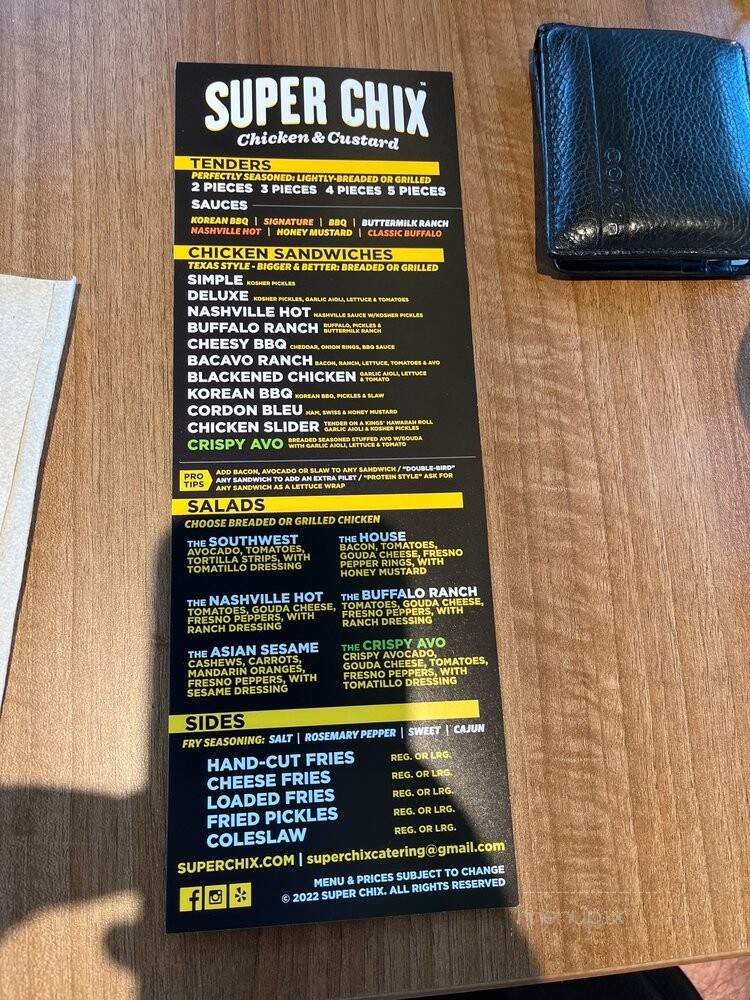 SUPER CHIX™
Chicken & Custard
TENDERS
PERFECTLY SEASONED: LIGHTLY-BREADED OR GRILLED
2 PIECES 3 PIECES 4 PIECES 5 PIECES
SAUCES
KOREAN BBQ | SIGNATURE | BBQ | BUTTERMILK RANCH
NASHVILLE HOT | HONEY MUSTARD | CLASSIC BUFFALO
CHICKEN SANDWICHES
TEXAS STYLE - BIGGER & BETTER: BREADED OR GRILLED
SIMPLE KOSHER PICKLES
DELUXE KOSHER PICKLES, GARLIC AIOLI, LETTUCE & TOMATOES
NASHVILLE HOT NASHVILLE SAUCE W/KOSHER PICKLES
BUFFALO RANCH BUFFALO, PICKLES &
BUTTERMILK RANCH
CHEESY BBQ CHEDDAR, ONION RINGS, BBQ SAUCE
BACAVO RANCH BACON, RANCH, LETTUCE, TOMATOES & AVO
BLACKENED CHICKEN GARLIC AIOLI, LETTUCE
& TOMATO
KOREAN BBQ KOREAN BBQ, PICKLES & SLAW
CORDON BLEU HAM, SWISS & HONEY MUSTARD
CHICKEN SLIDER TENDER ON A KINGS' HAWAIIAN ROLL
GARLIC AIOLI & KOSHER PICKLES
CRISPY AVO BREADED SEASONED STUFFED AVO W/GOUDA
WITH GARLIC AIOLI, LETTUCE & TOMATO
PRO
TIPS
ADD BACON, AVOCADO OR SLAW TO ANY SANDWICH / "DOUBLE-BIRD"
ANY SANDWICH TO ADD AN EXTRA FILET / "PROTEIN STYLE" ASK FOR
ANY SANDWICH AS A LETTUCE WRAP
SALADS
CHOOSE BREADED OR GRILLED CHICKEN
THE SOUTHWEST
AVOCADO, TOMATOES,
TORTILLA STRIPS, WITH
TOMATILLO DRESSING
THE HOUSE
BACON, TOMATOES,
GOUDA CHEESE, FRESNO
PEPPER RINGS, WITH
HONEY MUSTARD
THE NASHVILLE HOT
TOMATOES, GOUDA CHEESE,
FRESNO PEPPERS, WITH
RANCH DRESSING
THE BUFFALO RANCH
TOMATOES, GOUDA CHEESE,
FRESNO PEPPERS, WITH
RANCH DRESSING
THE ASIAN SESAME
CASHEWS, CARROTS,
MANDARIN ORANGES,
FRESNO PEPPERS, WITH
SESAME DRESSING
THE CRISPY AVO
CRISPY AVOCADO,
GOUDA CHEESE, TOMATOES,
FRESNO PEPPERS, WITH
TOMATILLO DRESSING
SIDES
FRY SEASONING: SALT | ROSEMARY PEPPER | SWEET | CAJUN
HAND-CUT FRIES REG. OR LRG.
CHEESE FRIES REG. OR LRG.
LOADED FRIES REG. OR LRG.
FRIED PICKLES REG. OR LRG.
COLESLAW REG. OR LRG.
SUPERCHIX.COM | superchixcatering@gmail.com
MENU & PRICES SUBJECT TO CHANGE
© 2022 SUPER CHIX. ALL RIGHTS RESERVED
menupix